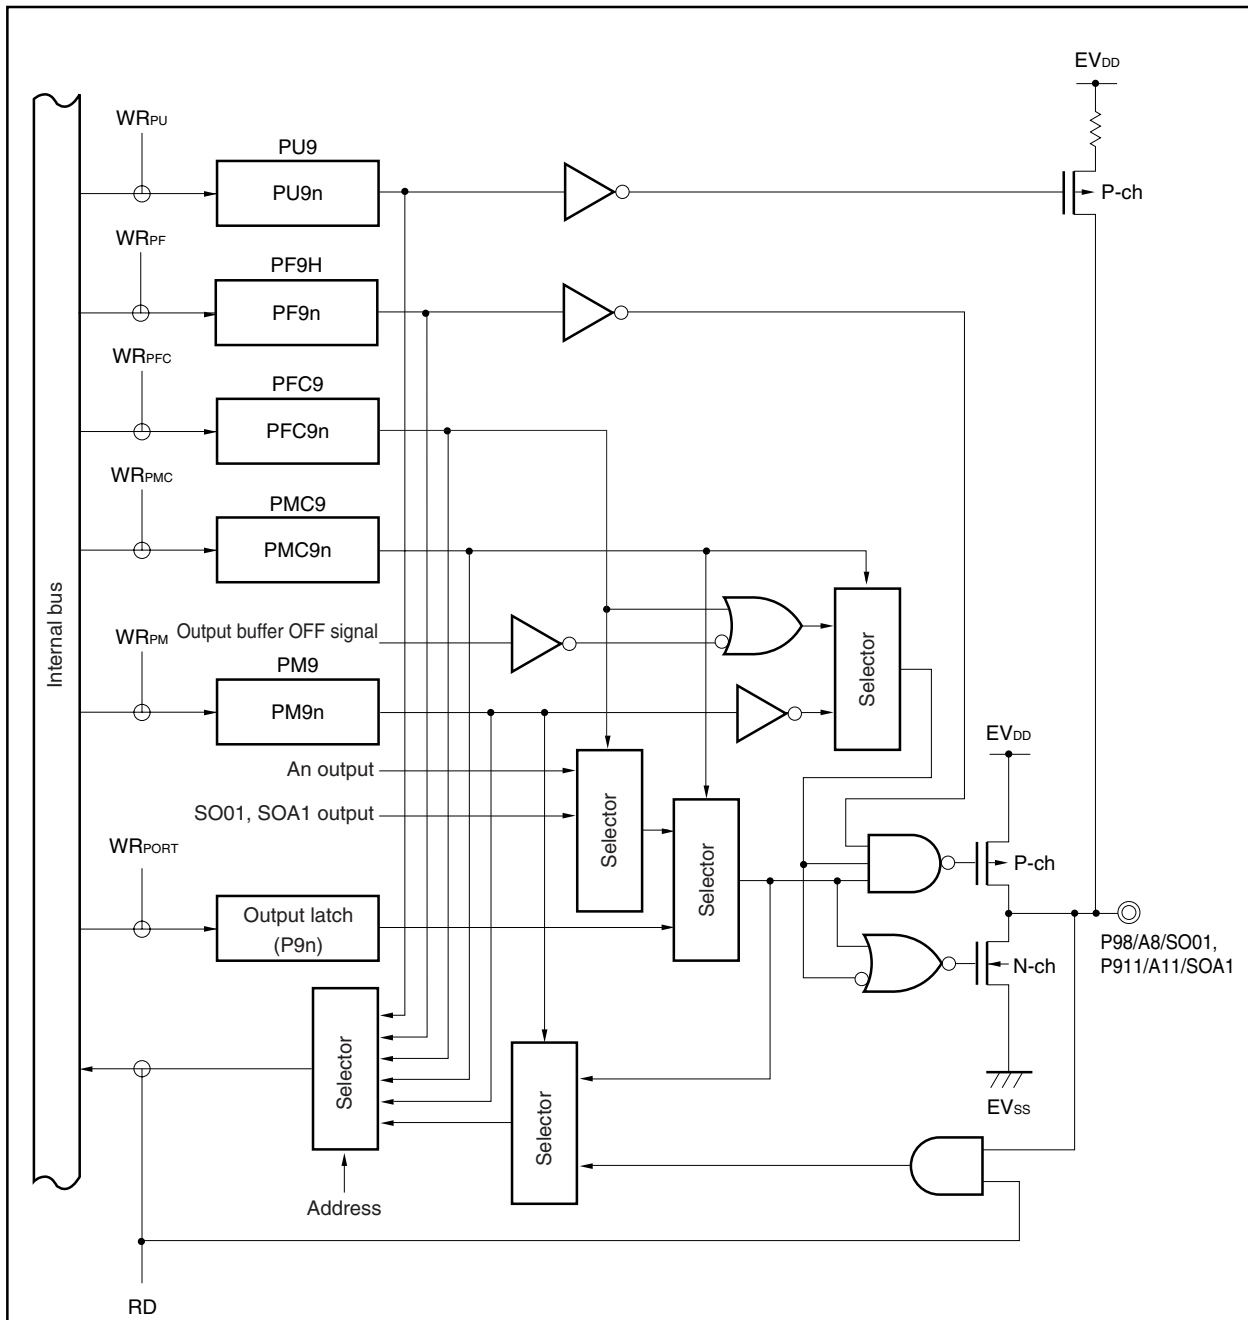 EVDD
WRPU
PU9
PU9n
P-ch
WRPF
PF9H
PF9n
WRPFC
PFC9
PFC9n
WRPMC
PMC9
PMC9n
Internal bus
Output buffer OFF signal
Selector
WRPM
PM9
PM9n
EVDD
An output
SO01, SOA1 output
Selector
Selector
WRPORT
P-ch
Output latch
(P9n)
P98/A8/SO01,
P911/A11/SOA1
N-ch
Selector
Selector
EVSS
Address
RD